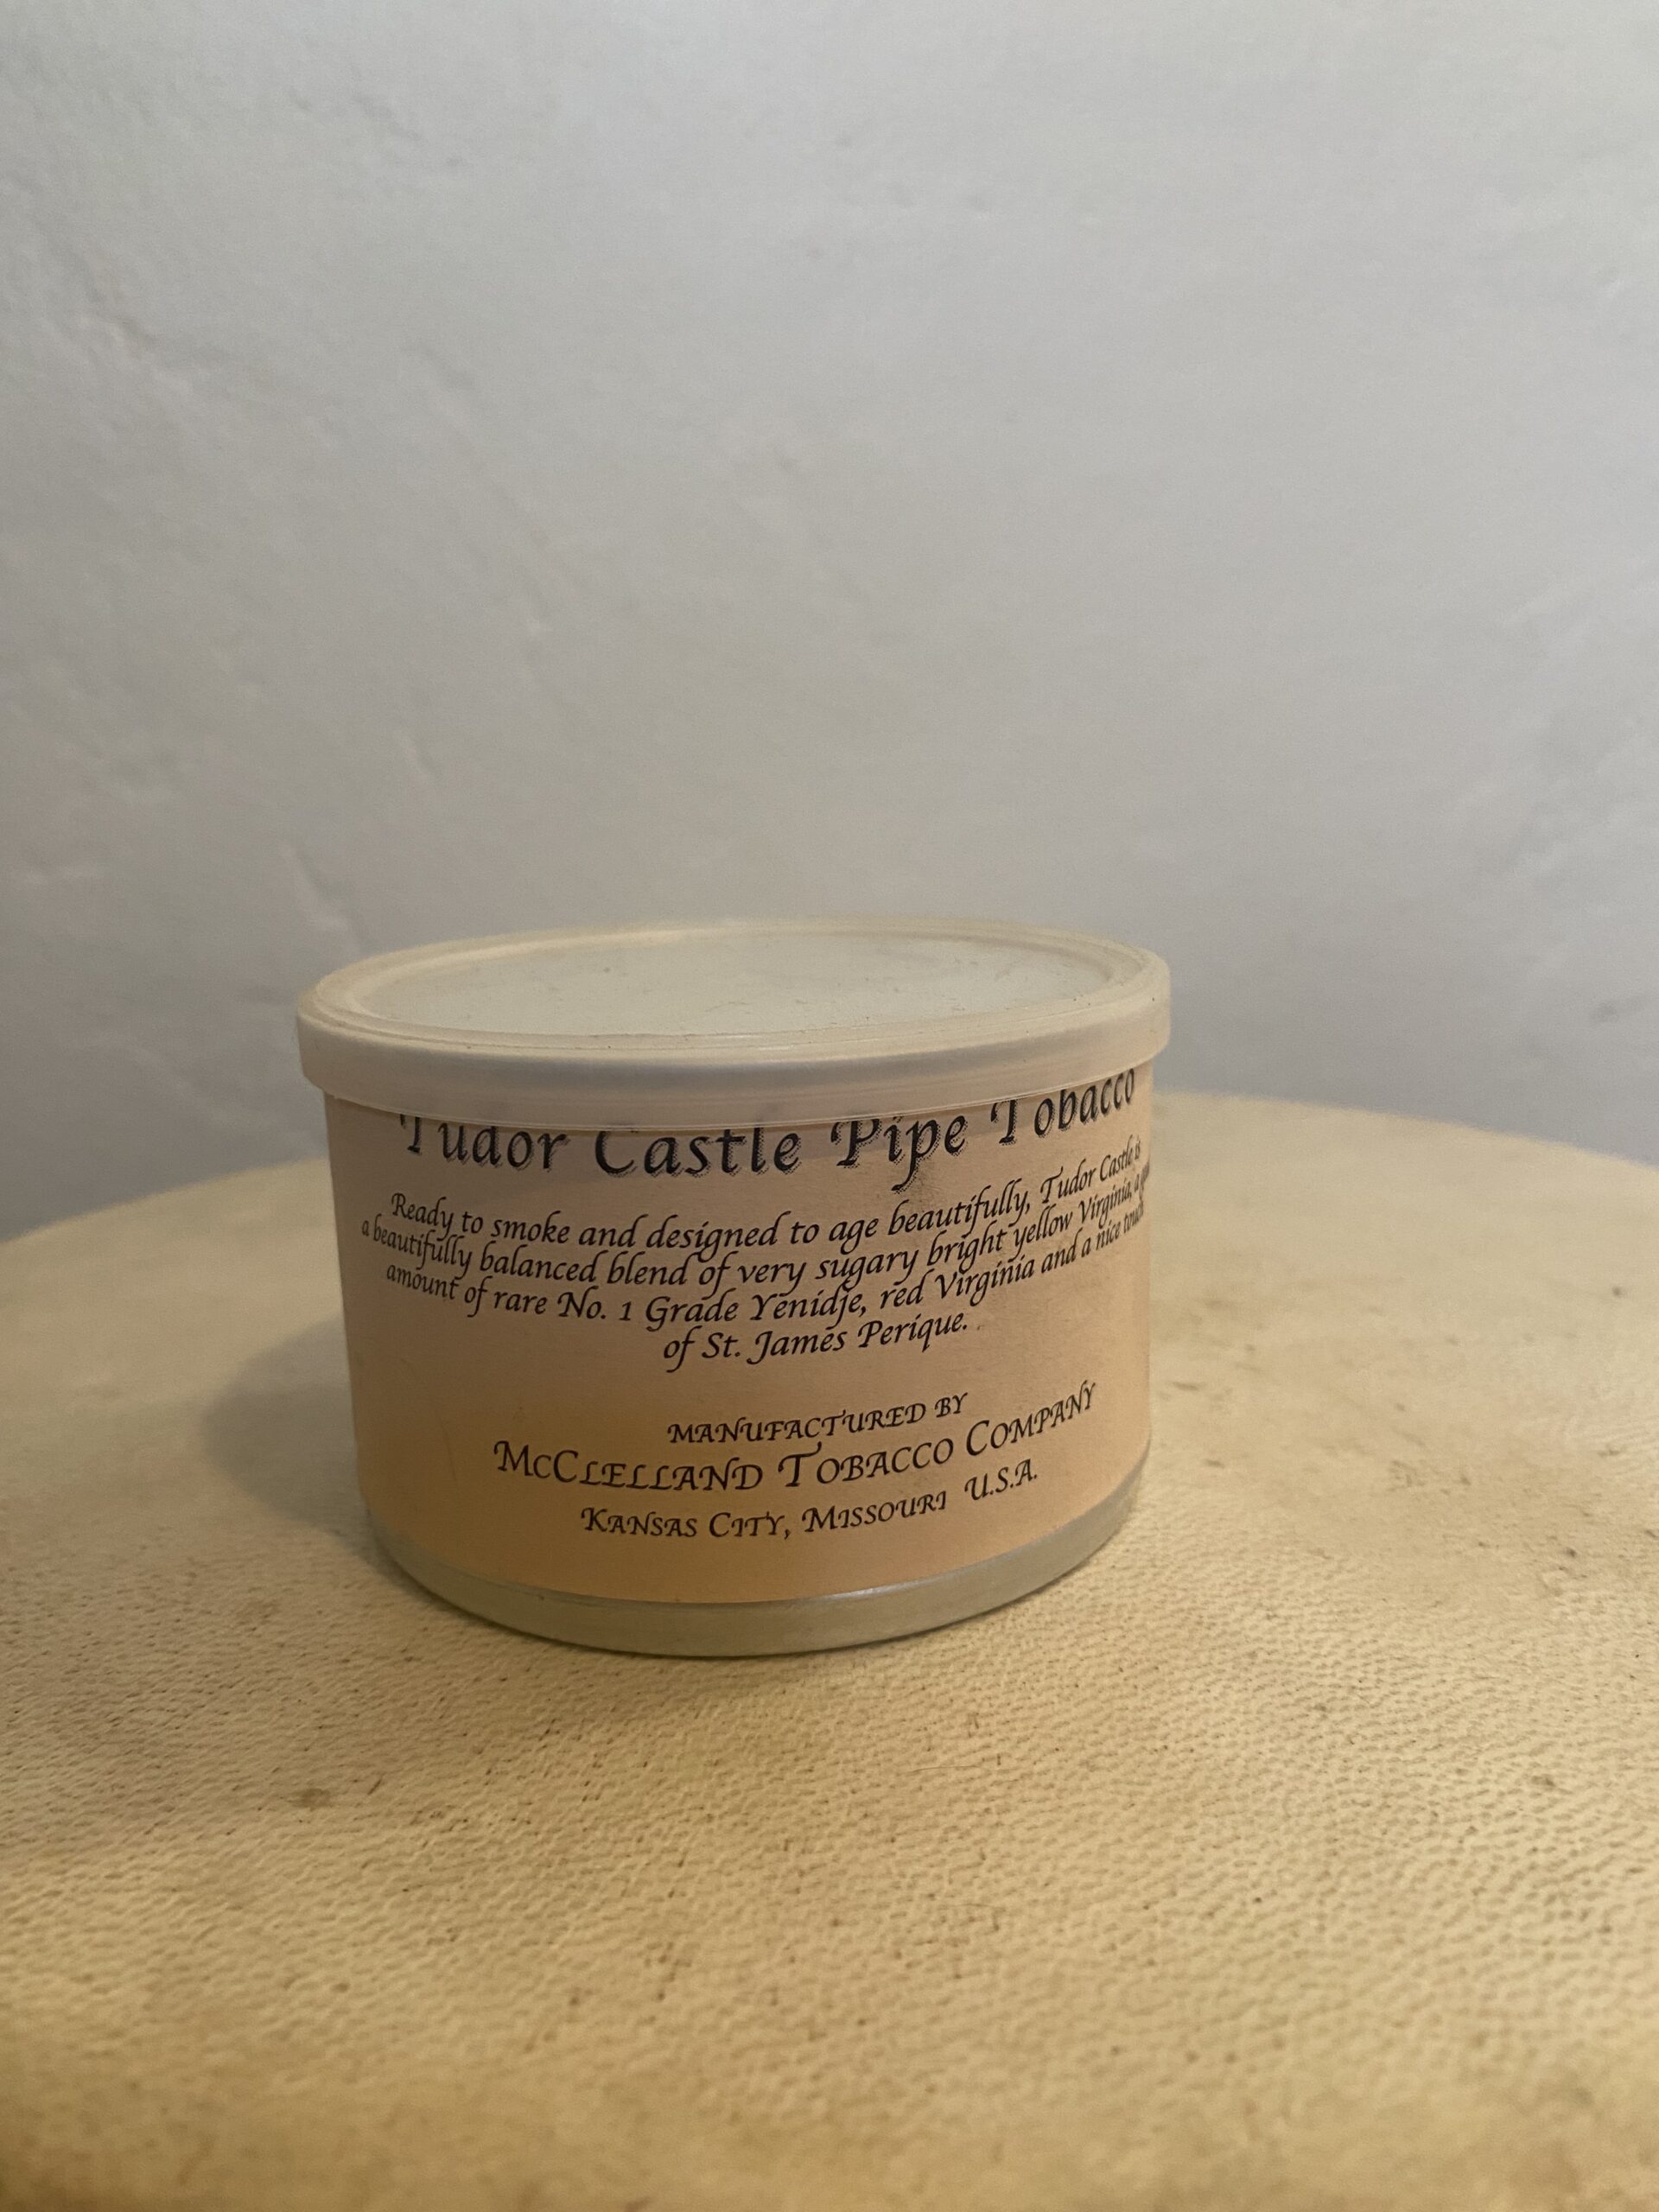 Tudor Castle Pipe Tobacco
Ready to smoke and designed to age beautifully, Tudor Castle is
a beautifully balanced blend of very sugary bright yellow Virginia, a
amount of rare No. 1 Grade Yenidje, red Virginia and a nice touch
of St. James Perique.
MANUFACTURED BY
MCCLELLAND TOBACCO COMPANY
KANSAS CITY, MISSOURI U.S.A.